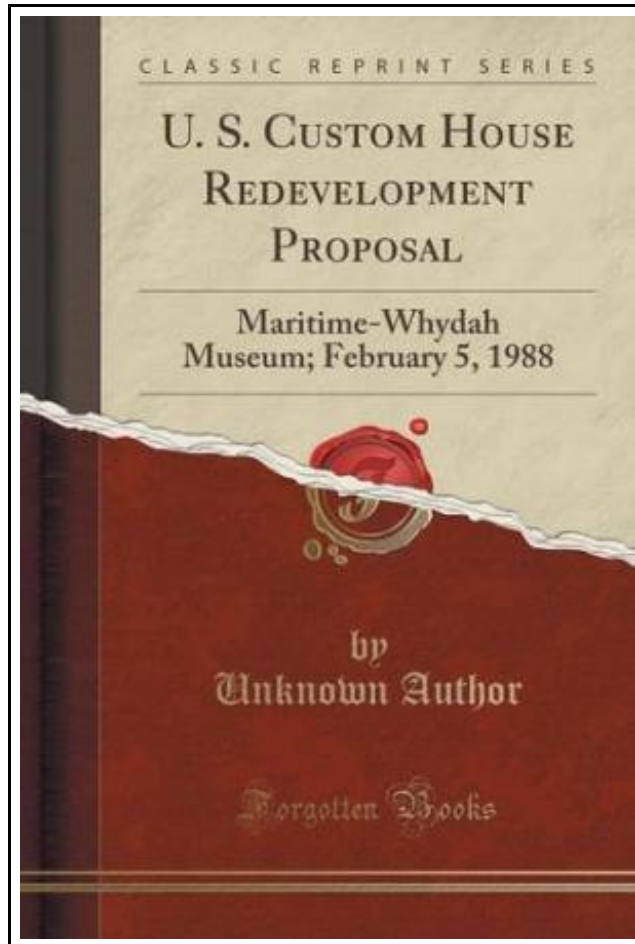 CLASSIC REPRINT SERIES
U. S. CUSTOM HOUSE
REDEVELOPMENT
PROPOSAL
Maritime-Whydah
Museum; February 5, 1988
by
Unknown Author
Forgotten Books